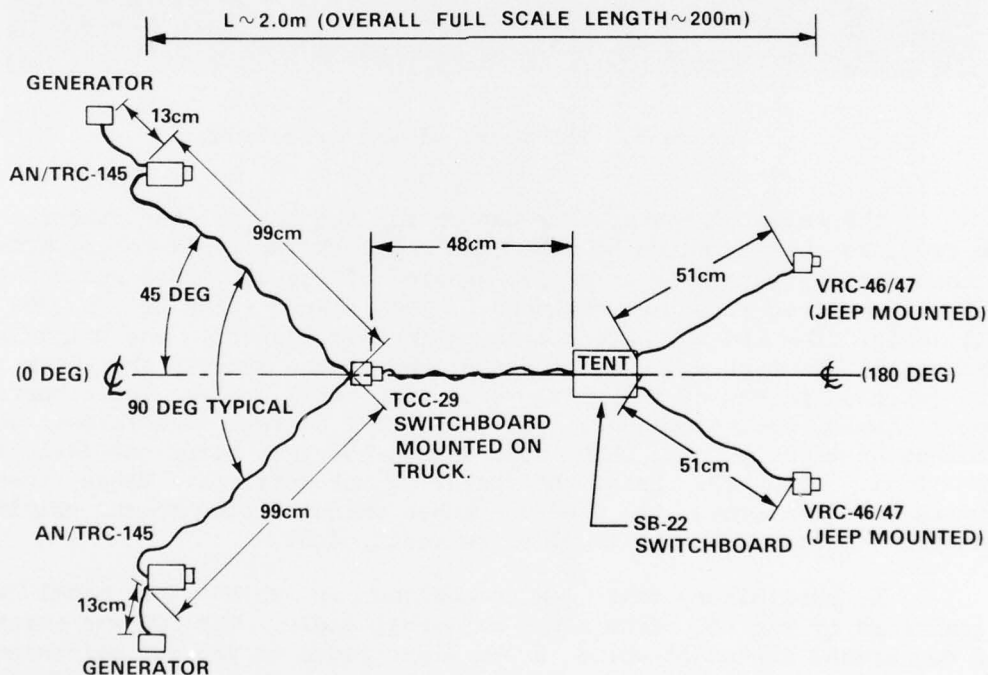 L~2.0m (OVERALL FULL SCALE LENGTH~200m)
GENERATOR
13cm
AN/TRC-145
99cm
48cm
51cm
VRC-46/47
(JEEP MOUNTED)
45 DEG
(0 DEG) ℄
TENT
℄ (180 DEG)
90 DEG TYPICAL
TCC-29
SWITCHBOARD
MOUNTED ON
TRUCK.
51cm
99cm
AN/TRC-145
SB-22
SWITCHBOARD
VRC-46/47
(JEEP MOUNTED)
13cm
GENERATOR